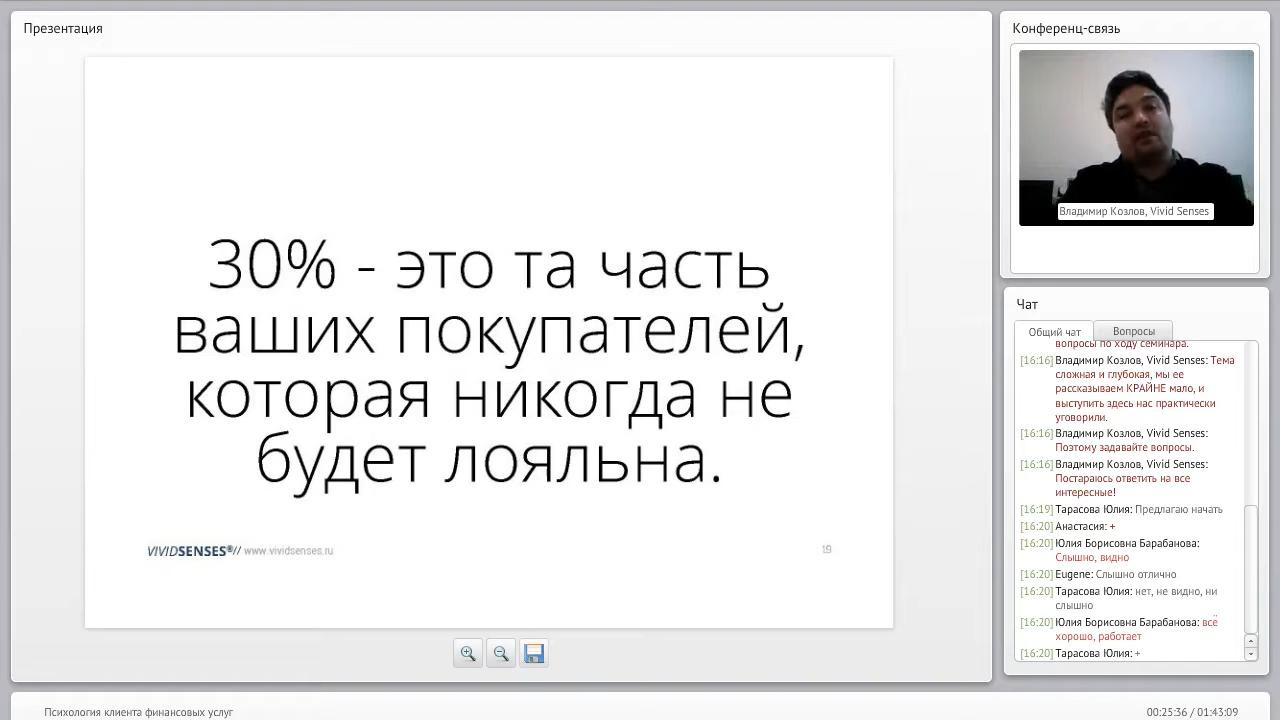 Презентация
30% - это та часть
ваших покупателей,
которая никогда не
будет лояльна.
VIVIDSENSES®// www.vividsenses.ru
19
Конференц-связь
Владимир Козлов, Vivid Senses
Чат
Общий чат
Вопросы
вопросы по ходу семинара.
[16:16] Владимир Козлов, Vivid Senses: Тема
сложная и глубокая, мы ее
рассказываем КРАЙНЕ мало, и
выступить здесь нас практически
уговорили.
[16:16] Владимир Козлов, Vivid Senses:
Поэтому задавайте вопросы.
[16:16] Владимир Козлов, Vivid Senses:
Постараюсь ответить на все
интересные!
[16:19] Тарасова Юлия: Предлагаю начать
[16:20] Анастасия: +
[16:20] Юлия Борисовна Барабанова:
Слышно, видно
[16:20] Eugene: Слышно отлично
[16:20] Тарасова Юлия: нет, не видно, ни
слышно
[16:20] Юлия Борисовна Барабанова: всё
хорошо, работает
[16:20] Тарасова Юлия: +
Психология клиента финансовых услуг
00:25:36 / 01:43:09